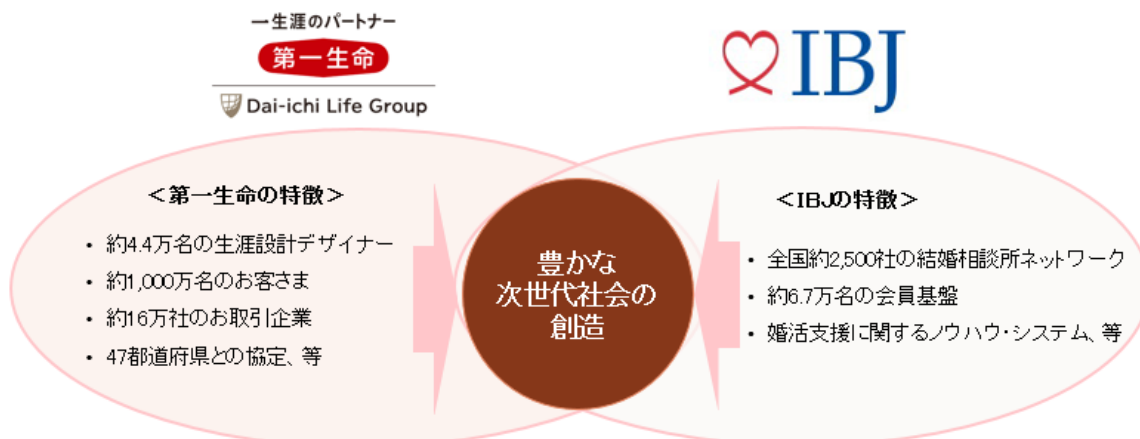 一生涯のパートナー
第一生命
Dai-ichi Life Group
IBJ
＜第一生命の特徴＞
・ 約4.4万名の生涯設計デザイナー
・ 約1,000万名のお客さま
・ 約16万社のお取引企業
・ 47都道府県との協定、等
豊かな
次世代社会の
創造
＜IBJの特徴＞
・ 全国約2,500社の結婚相談所ネットワーク
・ 約6.7万名の会員基盤
・ 婚活支援に関するノウハウ・システム、等